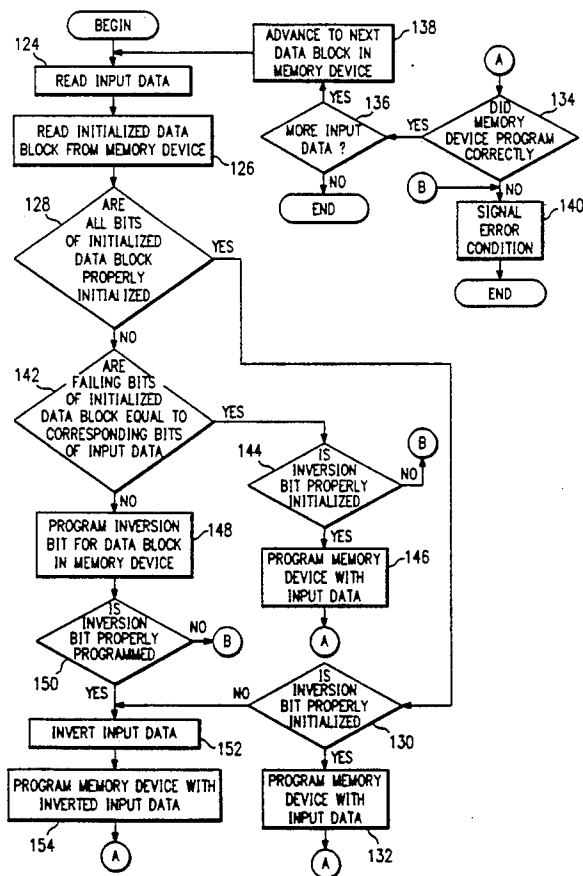 BEGIN
124
READ INPUT DATA
READ INITIALIZED DATA
BLOCK FROM MEMORY DEVICE
126
128
ARE
ALL BITS
OF INITIALIZED
DATA BLOCK
PROPERLY
INITIALIZED
YES
NO
142
ARE
FAILING BITS
OF INITIALIZED
DATA BLOCK EQUAL TO
CORRESPONDING BITS
OF INPUT DATA
YES
NO
PROGRAM INVERSION
BIT FOR DATA BLOCK
IN MEMORY DEVICE
148
IS
INVERSION
BIT PROPERLY
PROGRAMMED
150
NO
B
YES
INVERT INPUT DATA
152
PROGRAM MEMORY DEVICE WITH
INVERTED INPUT DATA
154
A
ADVANCE TO NEXT
DATA BLOCK IN
MEMORY DEVICE
138
YES
136
MORE INPUT
DATA ?
NO
END
A
DID
MEMORY
DEVICE PROGRAM
CORRECTLY
134
YES
B
NO
SIGNAL
ERROR
CONDITION
140
END
144
IS
INVERSION
BIT PROPERLY
INITIALIZED
NO
B
YES
PROGRAM MEMORY
DEVICE WITH
INPUT DATA
146
A
IS
INVERSION
BIT PROPERLY
INITIALIZED
NO
130
YES
PROGRAM MEMORY
DEVICE WITH
INPUT DATA
132
A